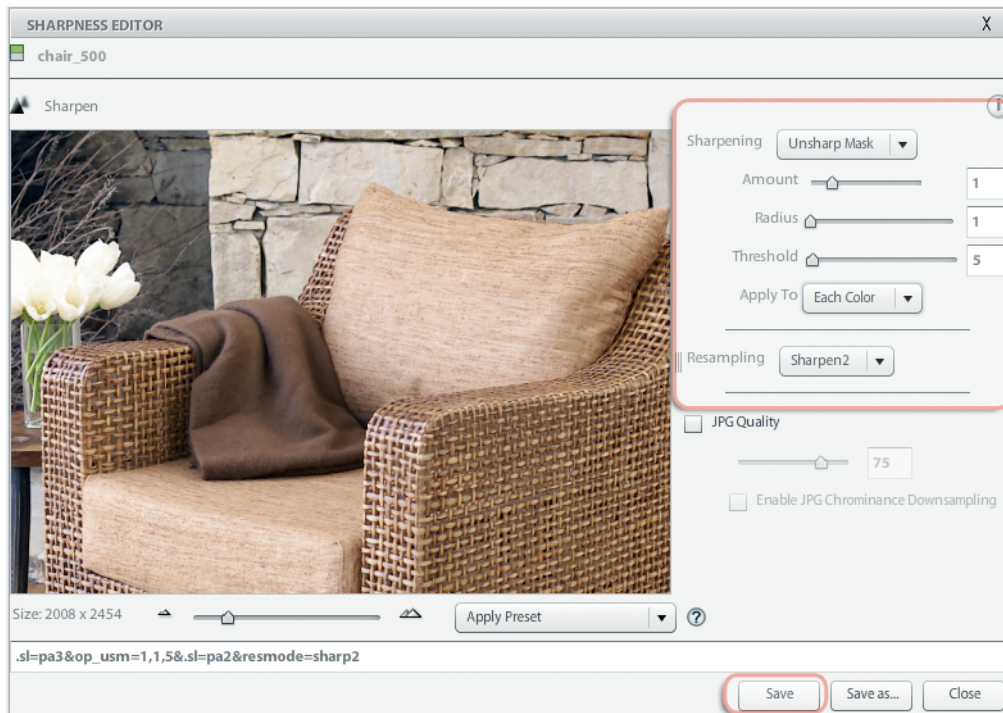 SHARPNESS EDITOR X
chair_500
Sharpen
i
Sharpening Unsharp Mask
Amount 1
Radius 1
Threshold 5
Apply To Each Color
Resampling Sharpen2
JPG Quality
75
Enable JPG Chrominance Downsampling
Size: 2008 x 2454 Apply Preset ?
.sl=pa3&op_usm=1,1,5&.sl=pa2&resmode=sharp2
Save Save as... Close